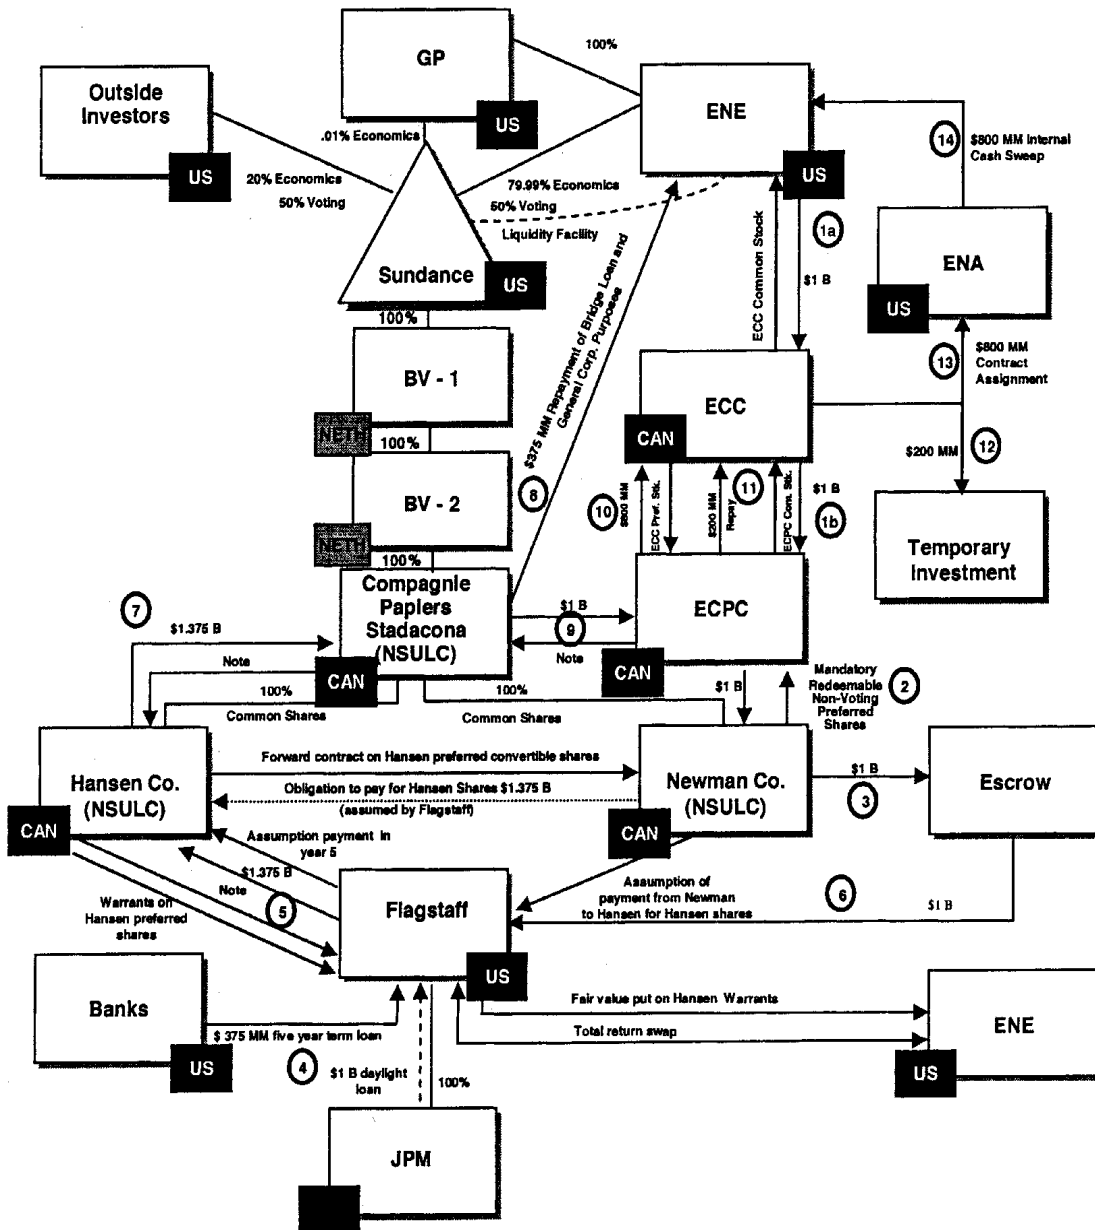 GP
100%
ENE
Outside
Investors
US
.01% Economics
US
14
$800 MM Internal
Cash Sweep
US
20% Economics
50% Voting
79.99% Economics
50% Voting
US
Liquidity Facility
1a
ECC Common Stock
$1 B
ENA
US
Sundance
US
100%
$375 MM Repayment of Bridge Loan and
General Corp. Purposes
BV - 1
NETH
100%
ECC
CAN
13
$800 MM
Contract
Assignment
$200 MM
12
BV - 2
NETH
100%
8
10
$800 MM
ECC Pref. Stk.
$200 MM
Repay
11
ECPC Com. Stk.
$1 B
1b
Temporary
Investment
Compagnie
Papiers
Stadacona
(NSULC)
CAN
$1 B
9
Note
ECPC
CAN
7
$1.375 B
Note
100%
Common Shares
100%
Common Shares
$1 B
Mandatory
Redeemable
Non-Voting
Preferred
Shares
2
Hansen Co.
(NSULC)
CAN
Forward contract on Hansen preferred convertible shares
Obligation to pay for Hansen Shares $1.375 B
(assumed by Flagstaff)
Newman Co.
(NSULC)
CAN
$1 B
3
Escrow
Assumption payment in
year 5
$1.375 B
Note
5
Warrants on
Hansen preferred
shares
Flagstaff
US
Assumption of
payment from Newman
to Hansen for Hansen shares
6
$1 B
Banks
US
$ 375 MM five year term loan
4
$1 B daylight
loan
100%
Fair value put on Hansen Warrants
Total return swap
ENE
US
JPM